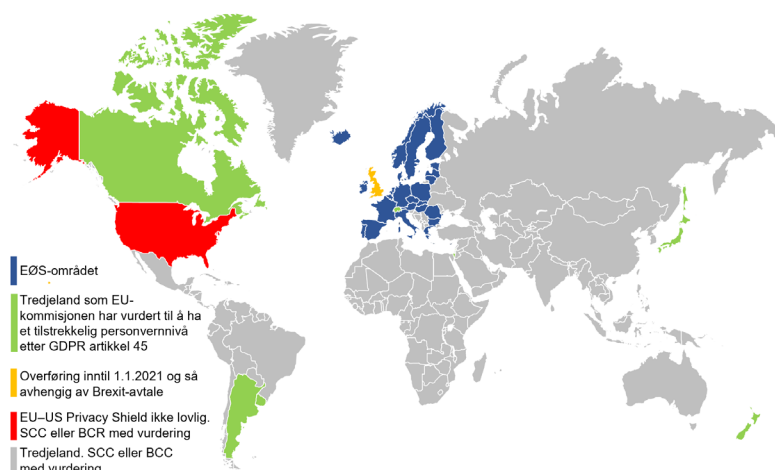 EØS-området
Tredjeland som EU-
kommisjonen har vurdert til å ha
et tilstrekkelig personvernnivå
etter GDPR artikkel 45
Overføring inntil 1.1.2021 og så
avhengig av Brexit-avtale
EU–US Privacy Shield ikke lovlig.
SCC eller BCR med vurdering
Tredjeland. SCC eller BCC
med vurdering